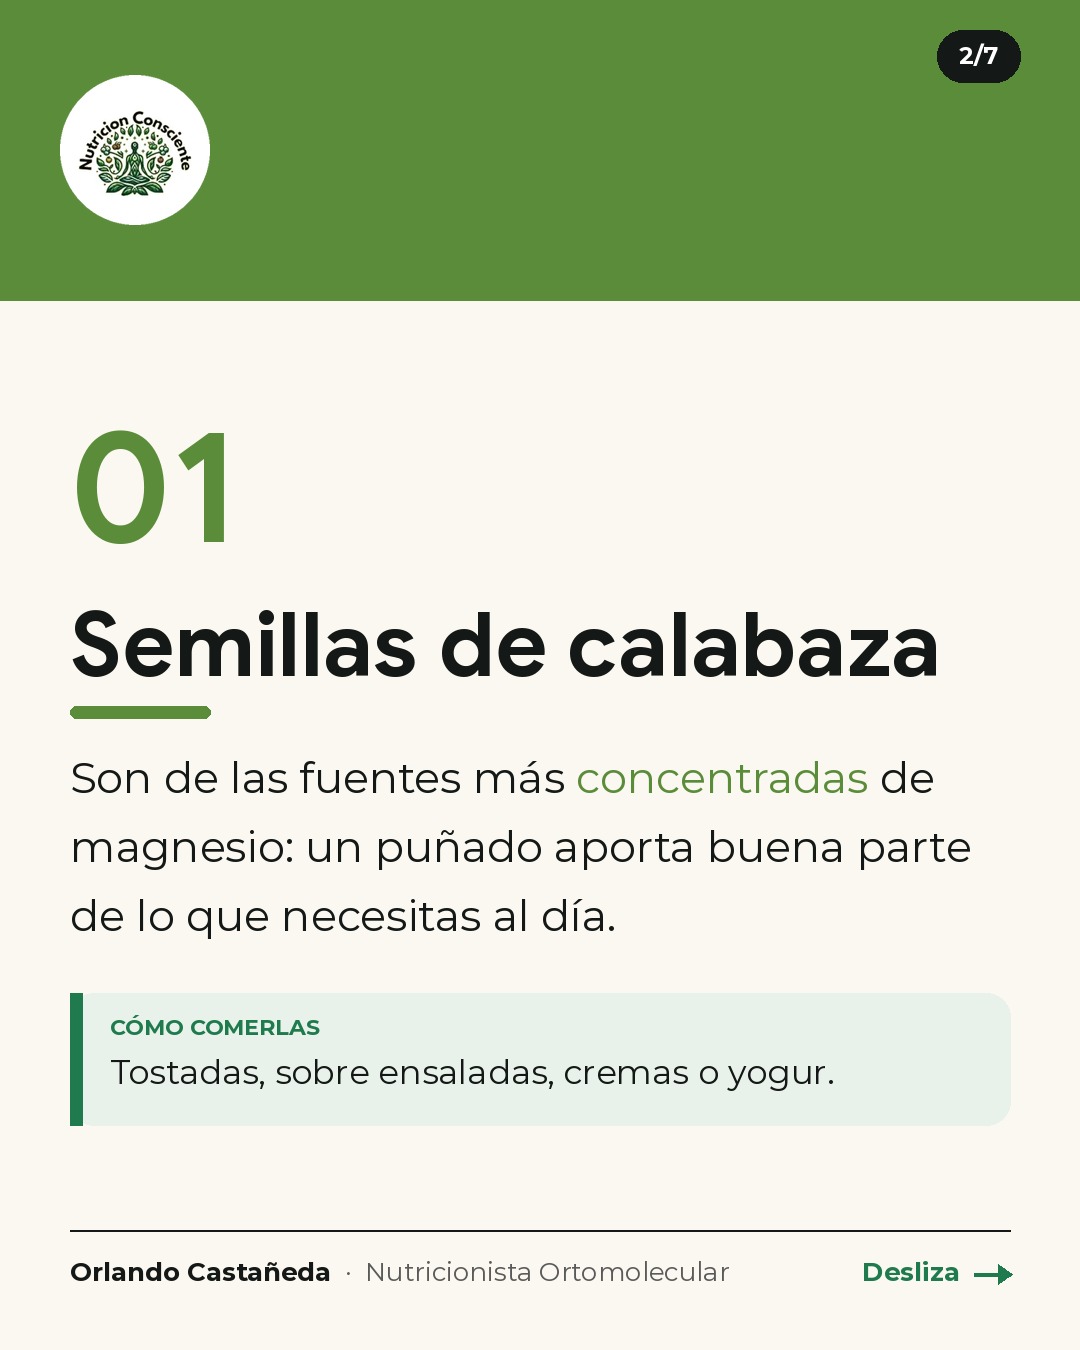 2/7
Nutricion Consciente
01
Semillas de calabaza
Son de las fuentes más concentradas de
magnesio: un puñado aporta buena parte
de lo que necesitas al día.
CÓMO COMERLAS
Tostadas, sobre ensaladas, cremas o yogur.
Orlando Castañeda · Nutricionista Ortomolecular
Desliza →